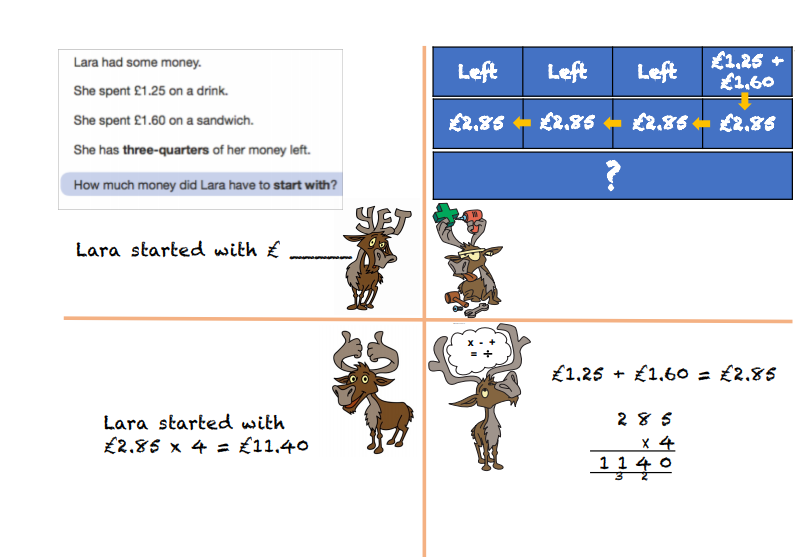 Lara had some money.
She spent £1.25 on a drink.
She spent £1.60 on a sandwich.
She has three-quarters of her money left.
How much money did Lara have to start with?
Lara started with £ ______
YET
Left Left Left £1.25 +
£1.60
£2.85 £2.85 £2.85 £2.85
?
Lara started with
£2.85 x 4 = £11.40
x - +
= ÷
£1.25 + £1.60 = £2.85
2 8 5
x 4
1 1 4 0
3 2